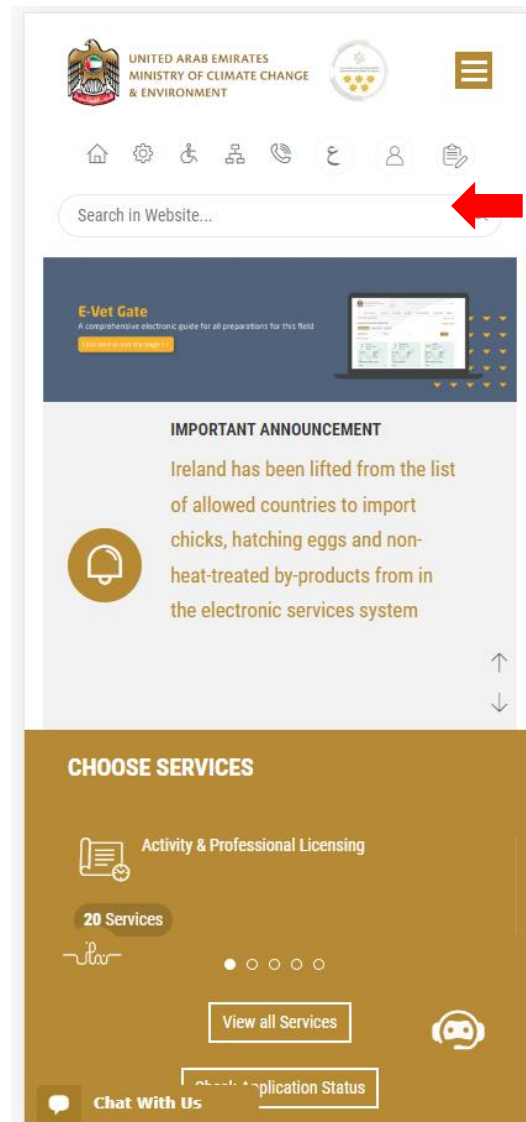 UNITED ARAB EMIRATES
MINISTRY OF CLIMATE CHANGE
& ENVIRONMENT
ع
Search in Website...
E-Vet Gate
A comprehensive electronic guide for all preparations for this field
IMPORTANT ANNOUNCEMENT
Ireland has been lifted from the list
of allowed countries to import
chicks, hatching eggs and non-
heat-treated by-products from in
the electronic services system
CHOOSE SERVICES
Activity & Professional Licensing
20 Services
View all Services
Application Status
Chat With Us